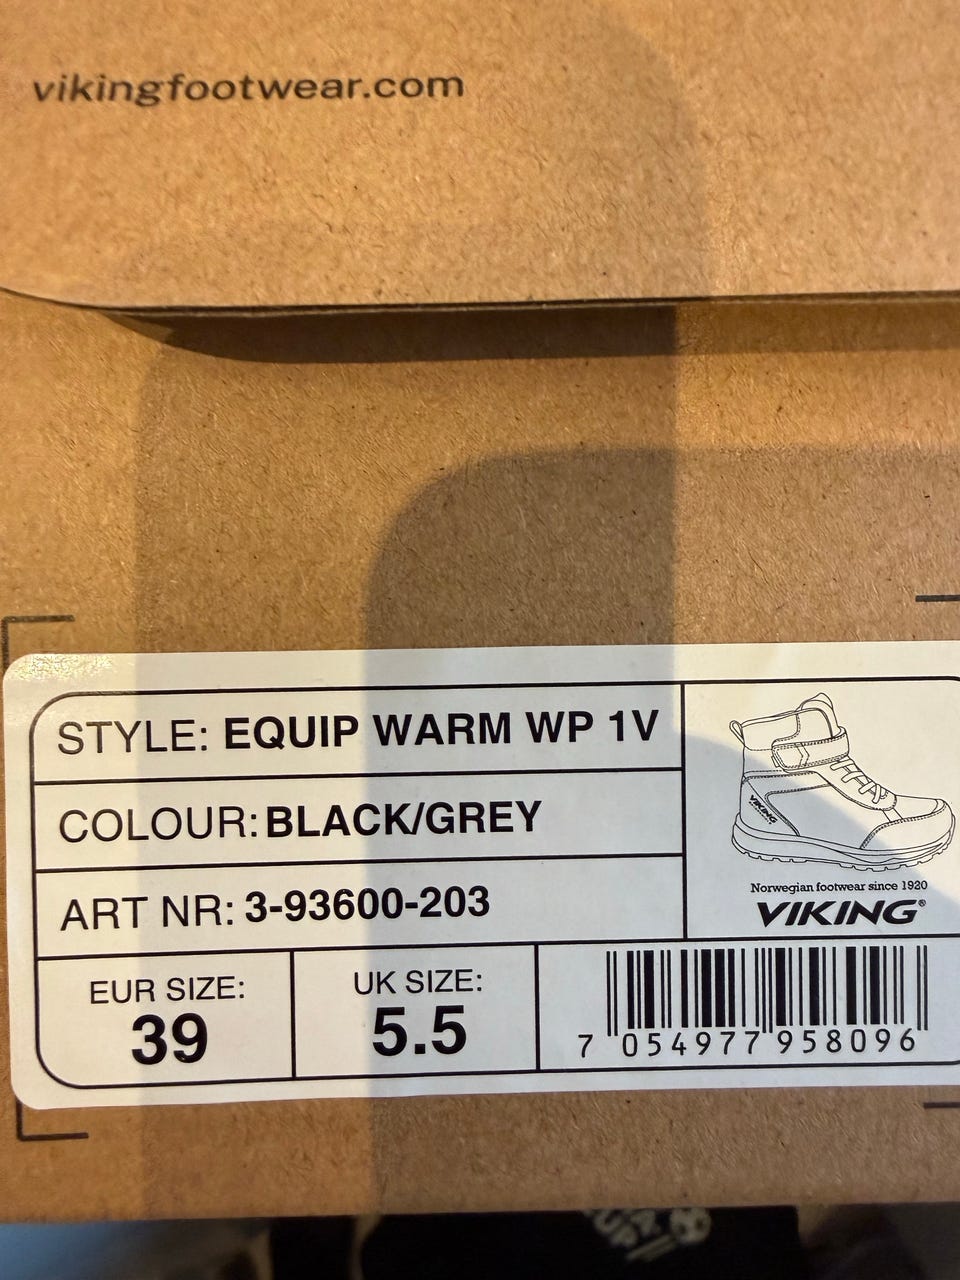 vikingfootwear.com
STYLE: EQUIP WARM WP 1V
COLOUR: BLACK/GREY
ART NR: 3-93600-203
VIKING
Norwegian footwear since 1920
VIKING®
EUR SIZE:
39
UK SIZE:
5.5
7 054977 958096